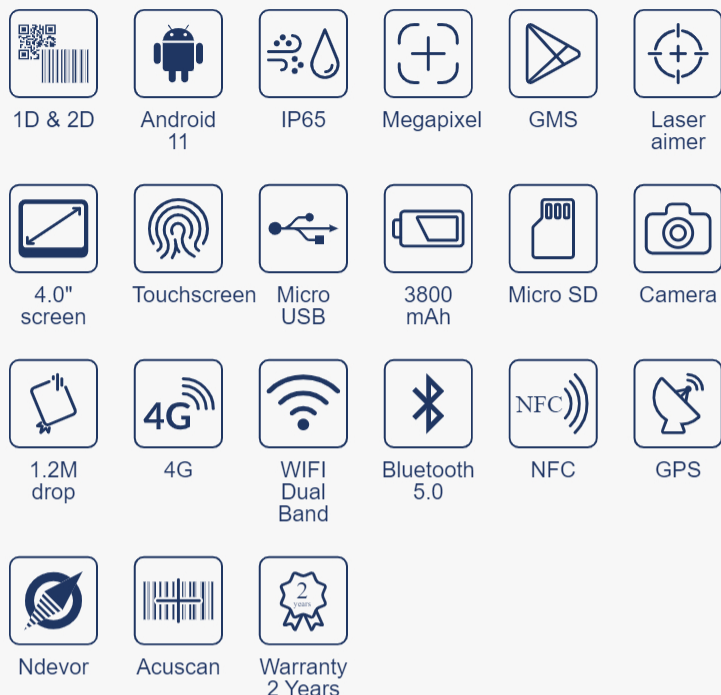 1D & 2D
Android
11
IP65
Megapixel
GMS
Laser
aimer
4.0"
screen
Touchscreen
Micro
USB
3800
mAh
Micro SD
Camera
1.2M
drop
4G
4G
WIFI
Dual
Band
Bluetooth
5.0
NFC
NFC
GPS
Ndevor
Acuscan
2
years
Warranty
2 Years